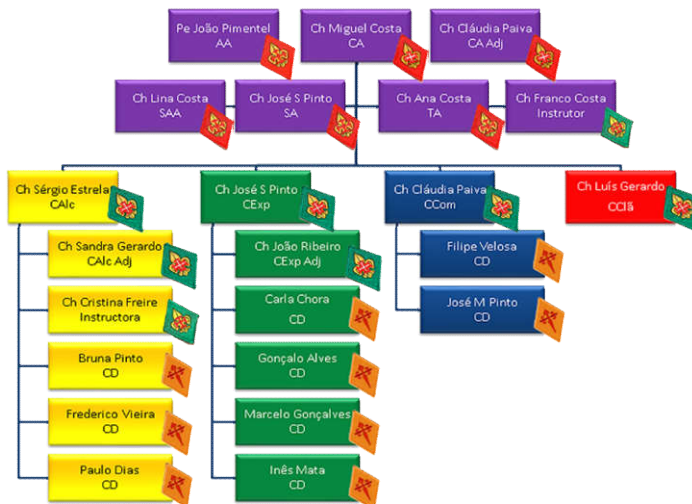 Pe João Pimentel
AA
Ch Miguel Costa
CA
Ch Cláudia Paiva
CA Adj
Ch Lina Costa
SAA
Ch José S Pinto
SA
Ch Ana Costa
TA
Ch Franco Costa
Instrutor
Ch Sérgio Estrela
CAlc
Ch José S Pinto
CExp
Ch Cláudia Paiva
CCom
Ch Luís Gerardo
CClã
Ch Sandra Gerardo
CAlc Adj
Ch João Ribeiro
CExp Adj
Filipe Velosa
CD
Ch Cristina Freire
Instructora
Carla Chora
CD
José M Pinto
CD
Bruna Pinto
CD
Gonçalo Alves
CD
Frederico Vieira
CD
Marcelo Gonçalves
CD
Paulo Dias
CD
Inês Mata
CD